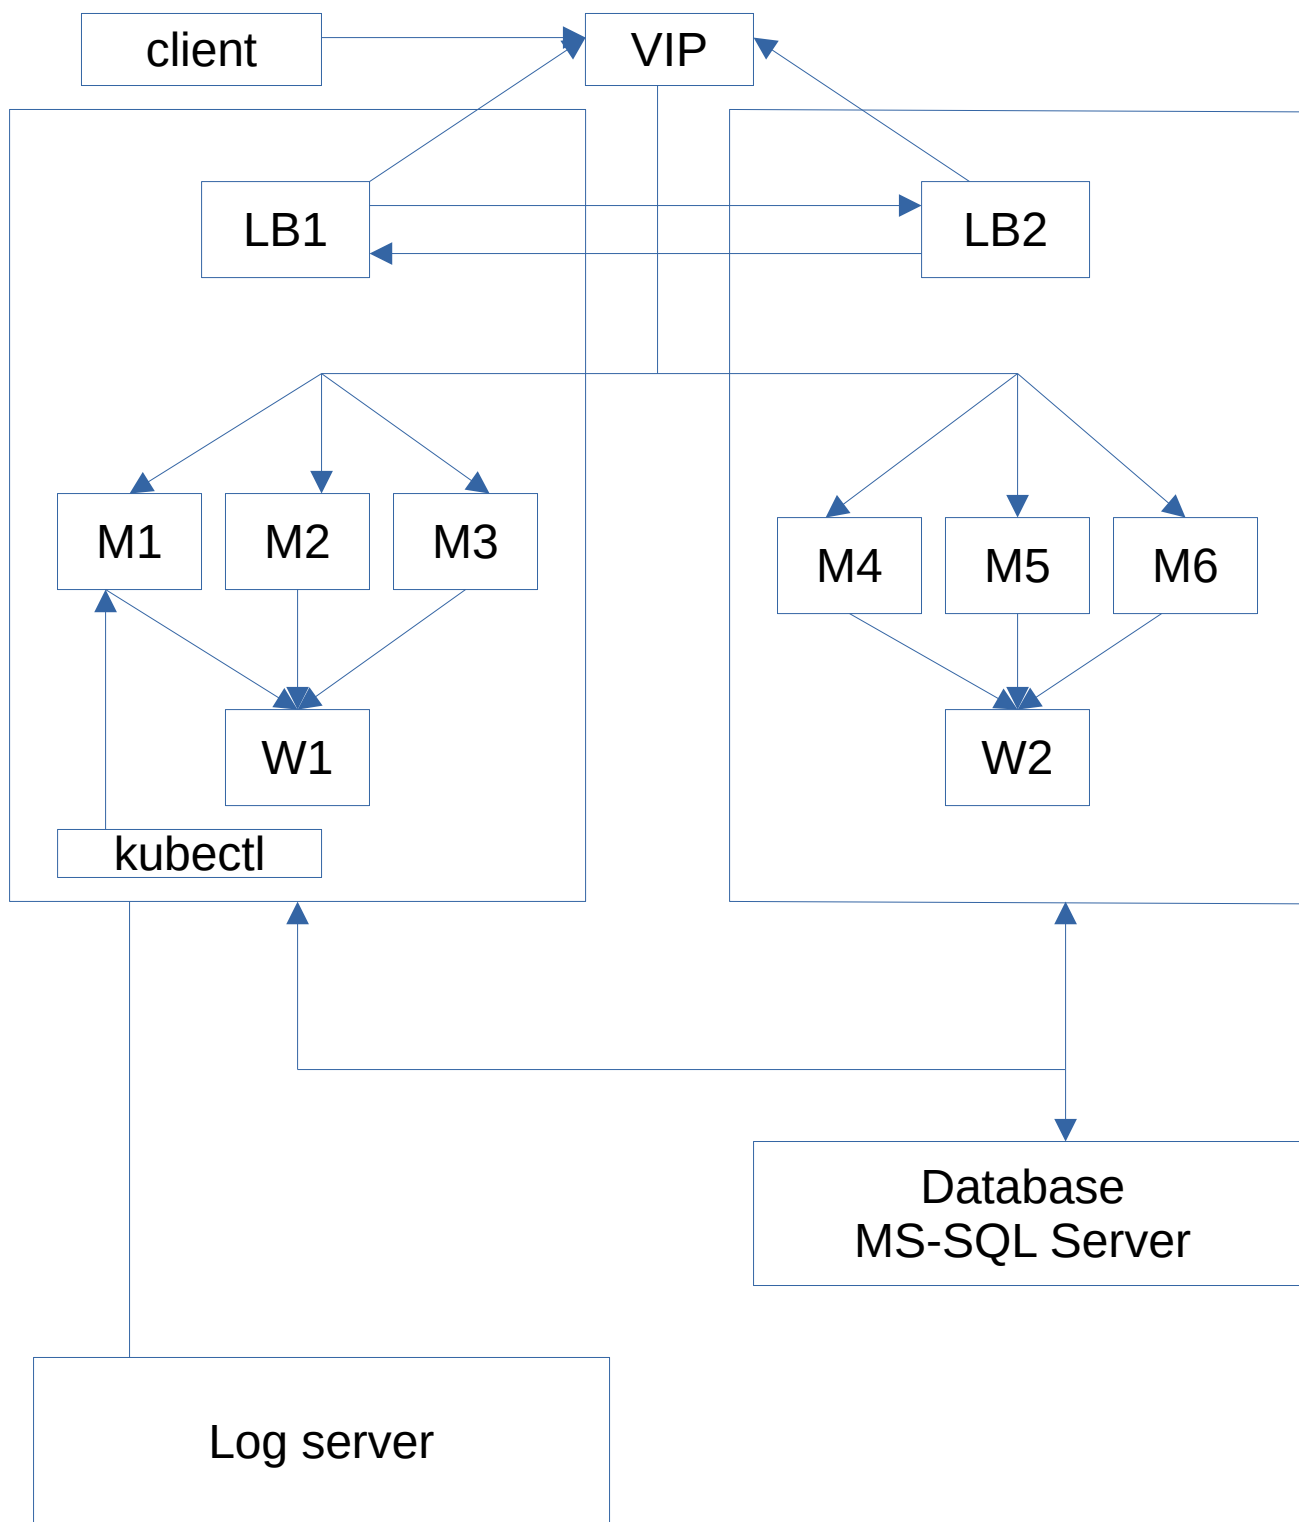 client
VIP
LB1
LB2
M1
M2
M3
M4
M5
M6
W1
W2
kubectl
Database
MS-SQL Server
Log server